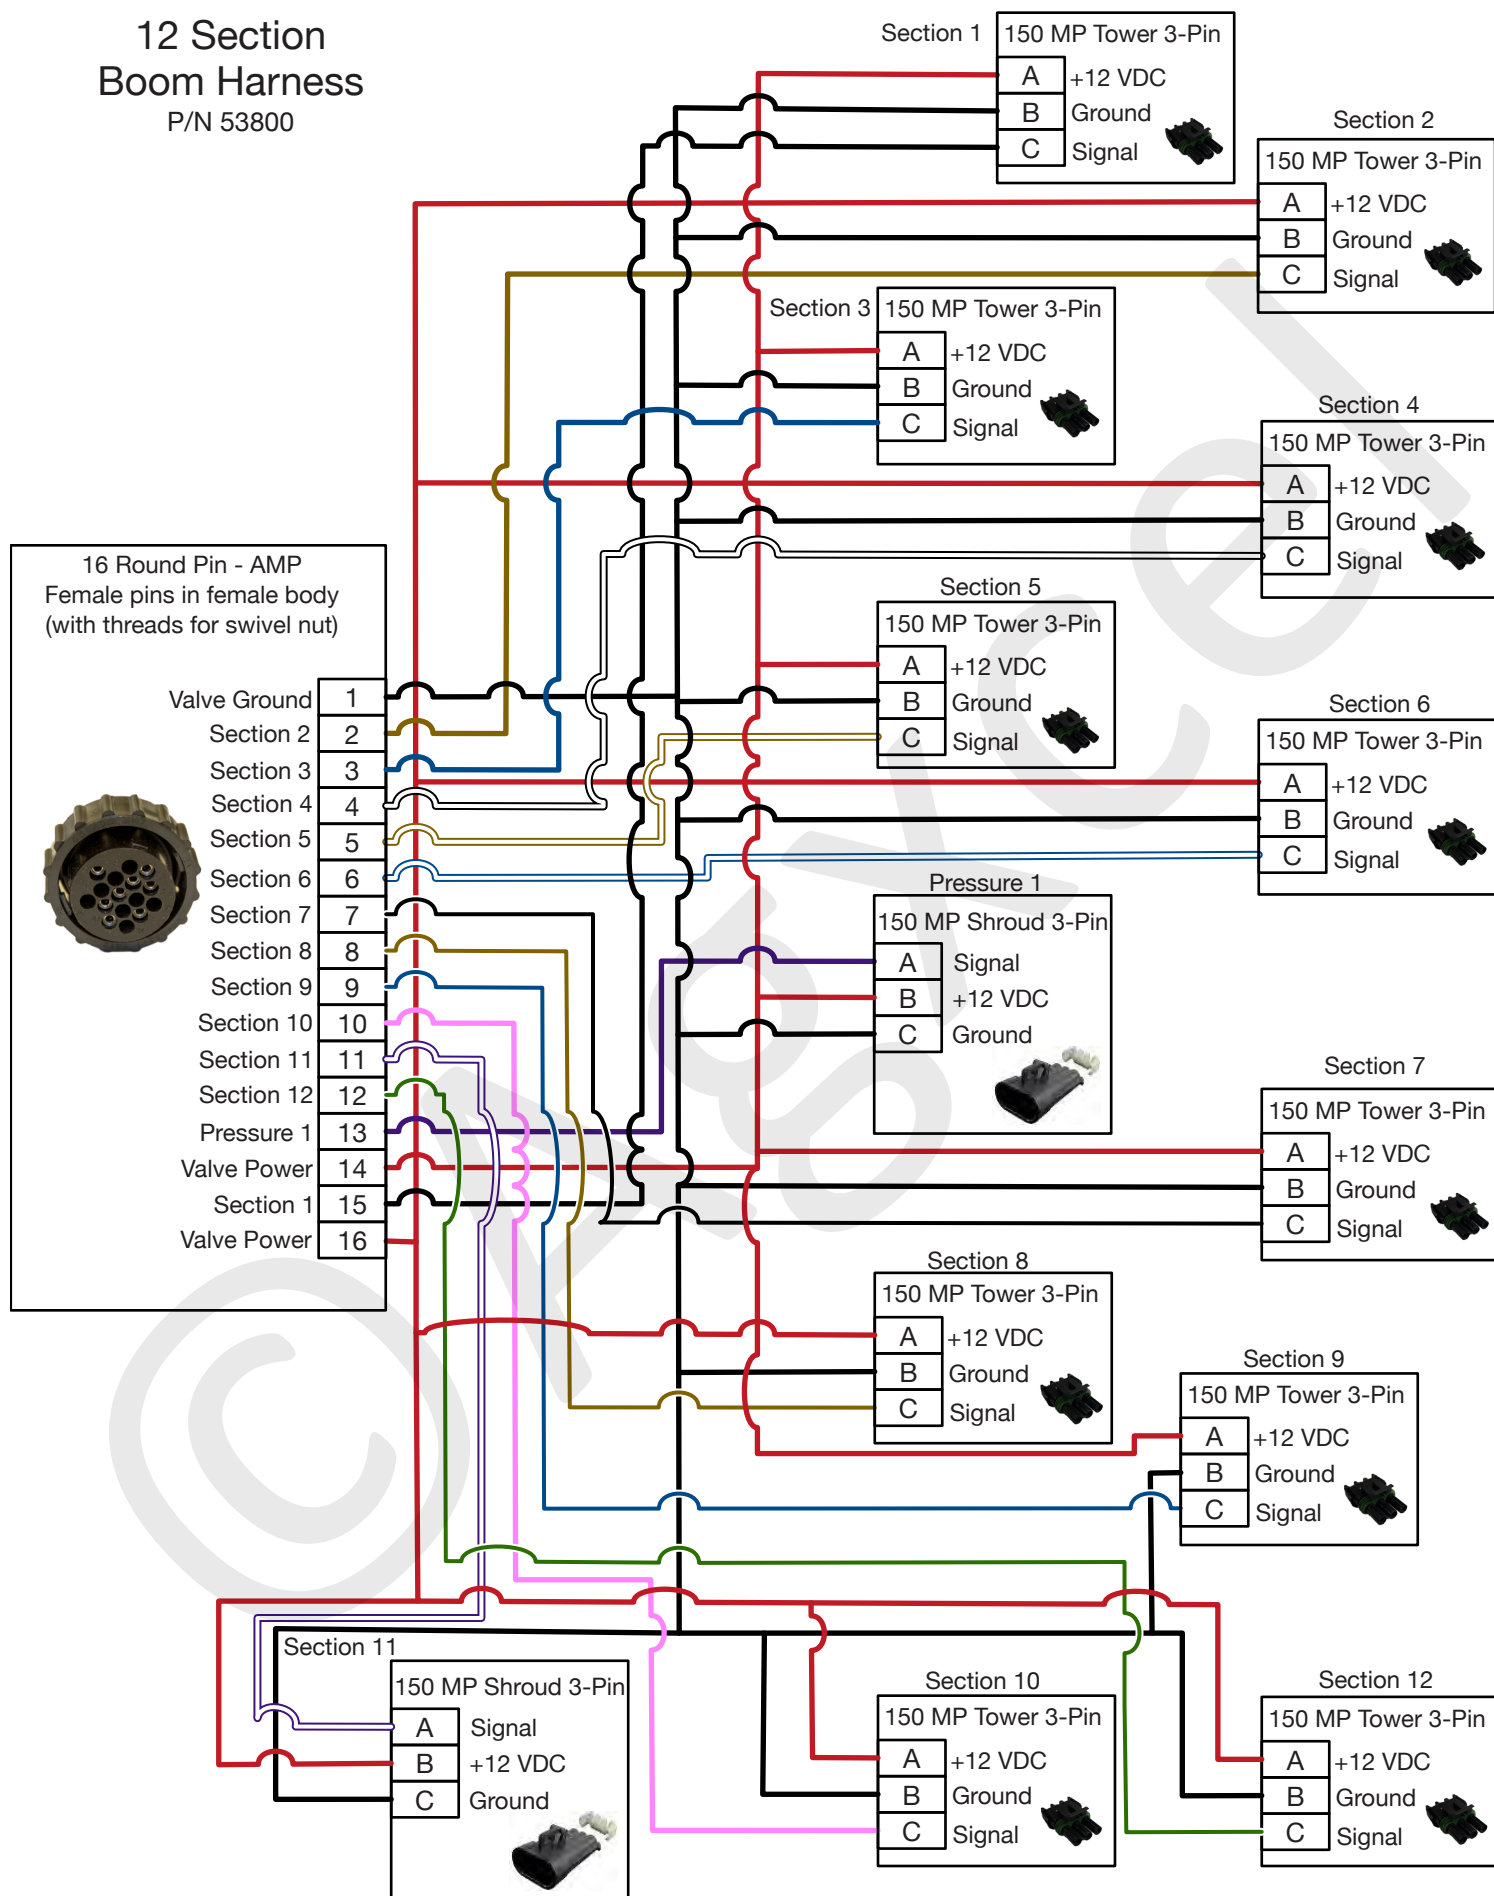 12 Section
Boom Harness
P/N 53800
Section 1
150 MP Tower 3-Pin
A +12 VDC
B Ground
C Signal
Section 2
150 MP Tower 3-Pin
A +12 VDC
B Ground
C Signal
Section 3
150 MP Tower 3-Pin
A +12 VDC
B Ground
C Signal
Section 4
150 MP Tower 3-Pin
A +12 VDC
B Ground
C Signal
16 Round Pin - AMP
Female pins in female body
(with threads for swivel nut)
Valve Ground 1
Section 2 2
Section 3 3
Section 4 4
Section 5 5
Section 6 6
Section 7 7
Section 8 8
Section 9 9
Section 10 10
Section 11 11
Section 12 12
Pressure 1 13
Valve Power 14
Section 1 15
Valve Power 16
Section 5
150 MP Tower 3-Pin
A +12 VDC
B Ground
C Signal
Section 6
150 MP Tower 3-Pin
A +12 VDC
B Ground
C Signal
Pressure 1
150 MP Shroud 3-Pin
A Signal
B +12 VDC
C Ground
Section 7
150 MP Tower 3-Pin
A +12 VDC
B Ground
C Signal
Section 8
150 MP Tower 3-Pin
A +12 VDC
B Ground
C Signal
Section 9
150 MP Tower 3-Pin
A +12 VDC
B Ground
C Signal
Section 11
150 MP Shroud 3-Pin
A Signal
B +12 VDC
C Ground
Section 10
150 MP Tower 3-Pin
A +12 VDC
B Ground
C Signal
Section 12
150 MP Tower 3-Pin
A +12 VDC
B Ground
C Signal
© Agxcel